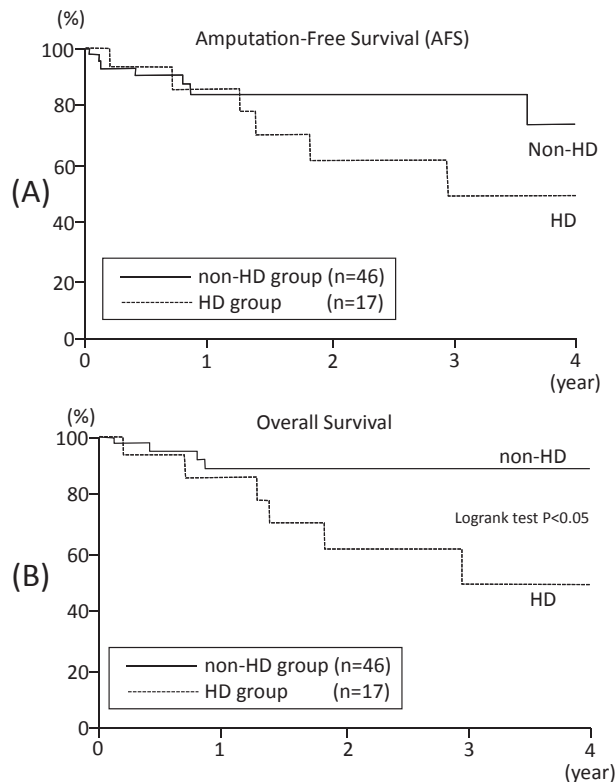 (%)
Amputation-Free Survival (AFS)
100
80
60
40
20
0
Non-HD
HD
(A)
non-HD group (n=46)
HD group (n=17)
0 1 2 3 4
(year)
(%)
Overall Survival
100
80
60
40
20
0
non-HD
Logrank test P<0.05
HD
(B)
non-HD group (n=46)
HD group (n=17)
0 1 2 3 4
(year)